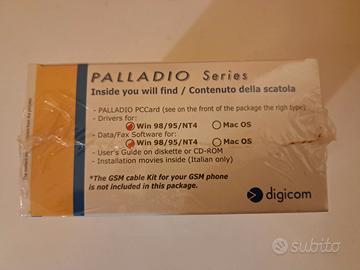 PALLADIO Series
Inside you will find / Contenuto della scatola
- PALLADIO PCCard (see on the front of the package the righ type)
- Drivers for:
Win 98/95/NT4 Mac OS
- Data/Fax Software for:
Win 98/95/NT4 Mac OS
- User's Guide on diskette or CD-ROM
- Installation movies inside (Italian only)
*The GSM cable Kit for your GSM phone
is not included in this package.
digicom
subito